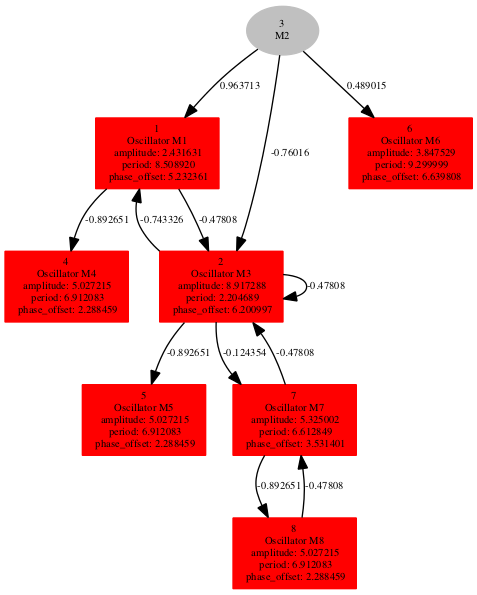 3
M2
0.963713
0.489015
-0.76016
1
Oscillator M1
amplitude: 2.431631
period: 8.508920
phase_offset: 5.232361
6
Oscillator M6
amplitude: 3.847529
period: 9.299999
phase_offset: 6.639808
-0.892651
-0.743326
-0.47808
4
Oscillator M4
amplitude: 5.027215
period: 6.912083
phase_offset: 2.288459
2
Oscillator M3
amplitude: 8.917288
period: 2.204689
phase_offset: 6.200997
-0.47808
-0.892651
-0.124354
-0.47808
5
Oscillator M5
amplitude: 5.027215
period: 6.912083
phase_offset: 2.288459
7
Oscillator M7
amplitude: 5.325002
period: 6.612849
phase_offset: 3.531401
-0.892651
-0.47808
8
Oscillator M8
amplitude: 5.027215
period: 6.912083
phase_offset: 2.288459